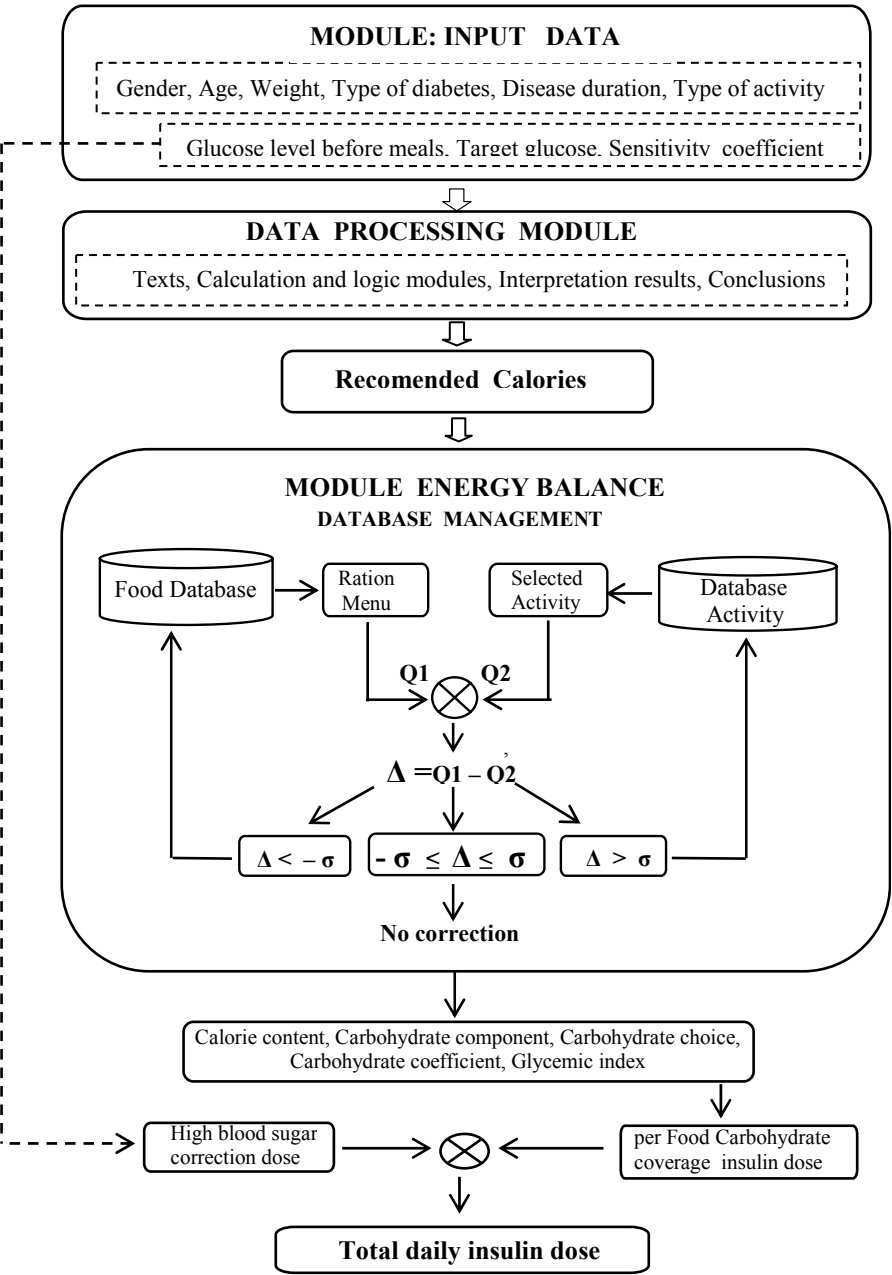 MODULE: INPUT DATA
Gender, Age, Weight, Type of diabetes, Disease duration, Type of activity
Glucose level before meals, Target glucose, Sensitivity coefficient
DATA PROCESSING MODULE
Texts, Calculation and logic modules, Interpretation results, Conclusions
Recomended Calories
MODULE ENERGY BALANCE
DATABASE MANAGEMENT
Food Database
Ration
Menu
Selected
Activity
Database
Activity
Q1
Q2
,
Δ =Q1 – Q2
Δ < – σ
- σ ≤ Δ ≤ σ
Δ > σ
No correction
Calorie content, Carbohydrate component, Carbohydrate choice,
Carbohydrate coefficient, Glycemic index
High blood sugar
correction dose
per Food Carbohydrate
coverage insulin dose
Total daily insulin dose